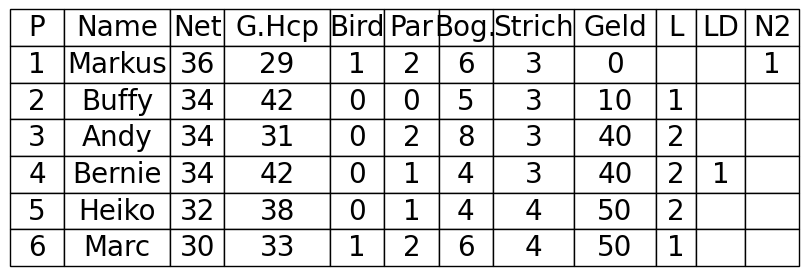 P Name Net G.Hcp Bird Par Bog. Strich Geld L LD N2
1 Markus 36 29 1 2 6 3 0 1
2 Buffy 34 42 0 0 5 3 10 1
3 Andy 34 31 0 2 8 3 40 2
4 Bernie 34 42 0 1 4 3 40 2 1
5 Heiko 32 38 0 1 4 4 50 2
6 Marc 30 33 1 2 6 4 50 1